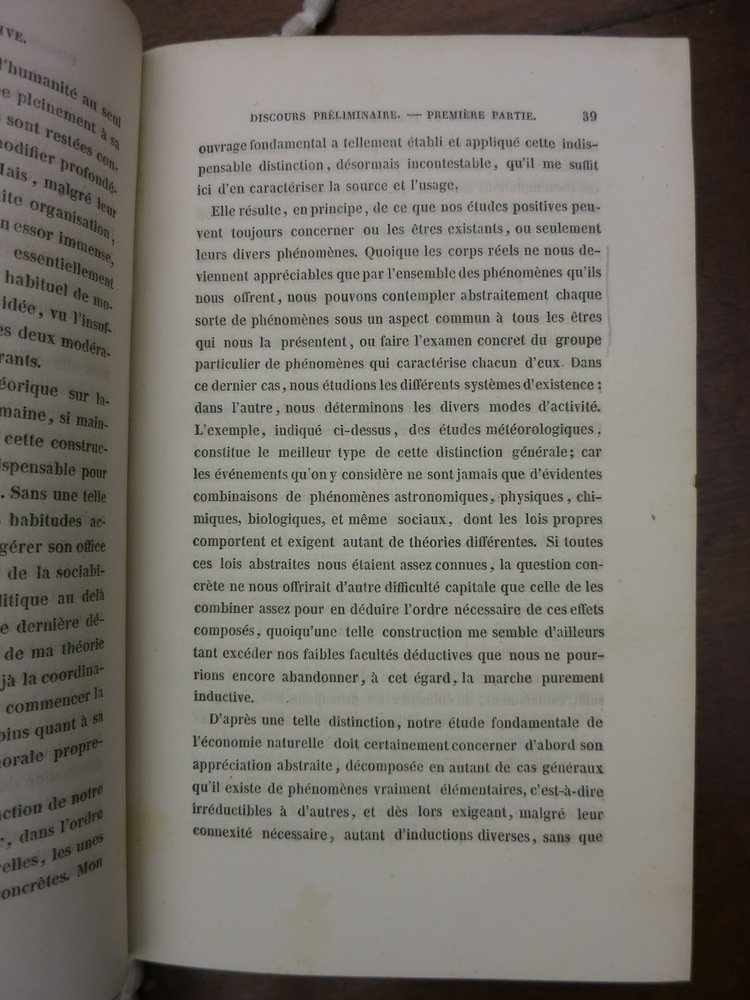 IVE.
l'humanité au seul
e pleinement à sa
sont restées con-
modifier profondé-
Mais, malgré leur
ite organisation,
n essor immense,
essentiellement
habituel de mo-
idée, vu l'insuf-
es deux modéra-
rants.
éorique sur la-
maine, si main-
cette construc-
ispensable pour
. Sans une telle
habitudes ac-
gérer son office
de la sociabi-
litique au delà
e dernière dé-
de ma théorie
jà la coordina-
commencer la
oins quant à sa
morale propre-
action de notre
r, dans l'ordre
elles, les unes
concrètes. Mon
DISCOURS PRÉLIMINAIRE. — PREMIÈRE PARTIE. 39
ouvrage fondamental a tellement établi et appliqué cette indis-
pensable distinction, désormais incontestable, qu'il me suffit
ici d'en caractériser la source et l'usage.
Elle résulte, en principe, de ce que nos études positives peu-
vent toujours concerner ou les êtres existants, ou seulement
leurs divers phénomènes. Quoique les corps réels ne nous de-
viennent appréciables que par l'ensemble des phénomènes qu'ils
nous offrent, nous pouvons contempler abstraitement chaque
sorte de phénomènes sous un aspect commun à tous les êtres
qui nous la présentent, ou faire l'examen concret du groupe
particulier de phénomènes qui caractérise chacun d'eux. Dans
ce dernier cas, nous étudions les différents systèmes d'existence;
dans l'autre, nous déterminons les divers modes d'activité.
L'exemple, indiqué ci-dessus, des études météorologiques,
constitue le meilleur type de cette distinction générale; car
les événements qu'on y considère ne sont jamais que d'évidentes
combinaisons de phénomènes astronomiques, physiques, chi-
miques, biologiques, et même sociaux, dont les lois propres
comportent et exigent autant de théories différentes. Si toutes
ces lois abstraites nous étaient assez connues, la question con-
crète ne nous offrirait d'autre difficulté capitale que celle de les
combiner assez pour en déduire l'ordre nécessaire de ces effets
composés, quoiqu'une telle construction me semble d'ailleurs
tant excéder nos faibles facultés déductives que nous ne pour-
rions encore abandonner, à cet égard, la marche purement
inductive.
D'après une telle distinction, notre étude fondamentale de
l'économie naturelle doit certainement concerner d'abord son
appréciation abstraite, décomposée en autant de cas généraux
qu'il existe de phénomènes vraiment élémentaires, c'est-à-dire
irréductibles à d'autres, et dès lors exigeant, malgré leur
connexité nécessaire, autant d'inductions diverses, sans que